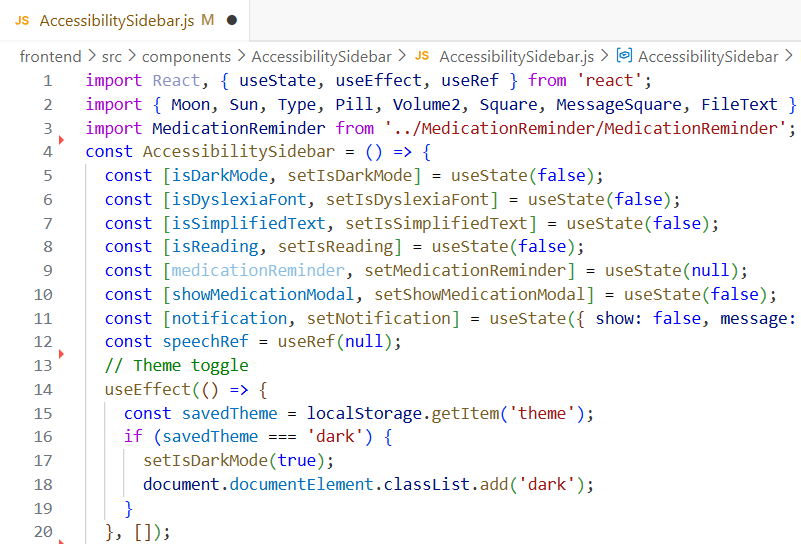 JS AccessibilitySidebar.js M
frontend > src > components > AccessibilitySidebar > JS AccessibilitySidebar.js > AccessibilitySidebar >
1 import React, { useState, useEffect, useRef } from 'react';
2 import { Moon, Sun, Type, Pill, Volume2, Square, MessageSquare, FileText }
3 import MedicationReminder from '../MedicationReminder/MedicationReminder';
4 const AccessibilitySidebar = () => {
5 const [isDarkMode, setIsDarkMode] = useState(false);
6 const [isDyslexiaFont, setIsDyslexiaFont] = useState(false);
7 const [isSimplifiedText, setIsSimplifiedText] = useState(false);
8 const [isReading, setIsReading] = useState(false);
9 const [medicationReminder, setMedicationReminder] = useState(null);
10 const [showMedicationModal, setShowMedicationModal] = useState(false);
11 const [notification, setNotification] = useState({ show: false, message:
12 const speechRef = useRef(null);
13 // Theme toggle
14 useEffect(() => {
15 const savedTheme = localStorage.getItem('theme');
16 if (savedTheme === 'dark') {
17 setIsDarkMode(true);
18 document.documentElement.classList.add('dark');
19 }
20 }, []);